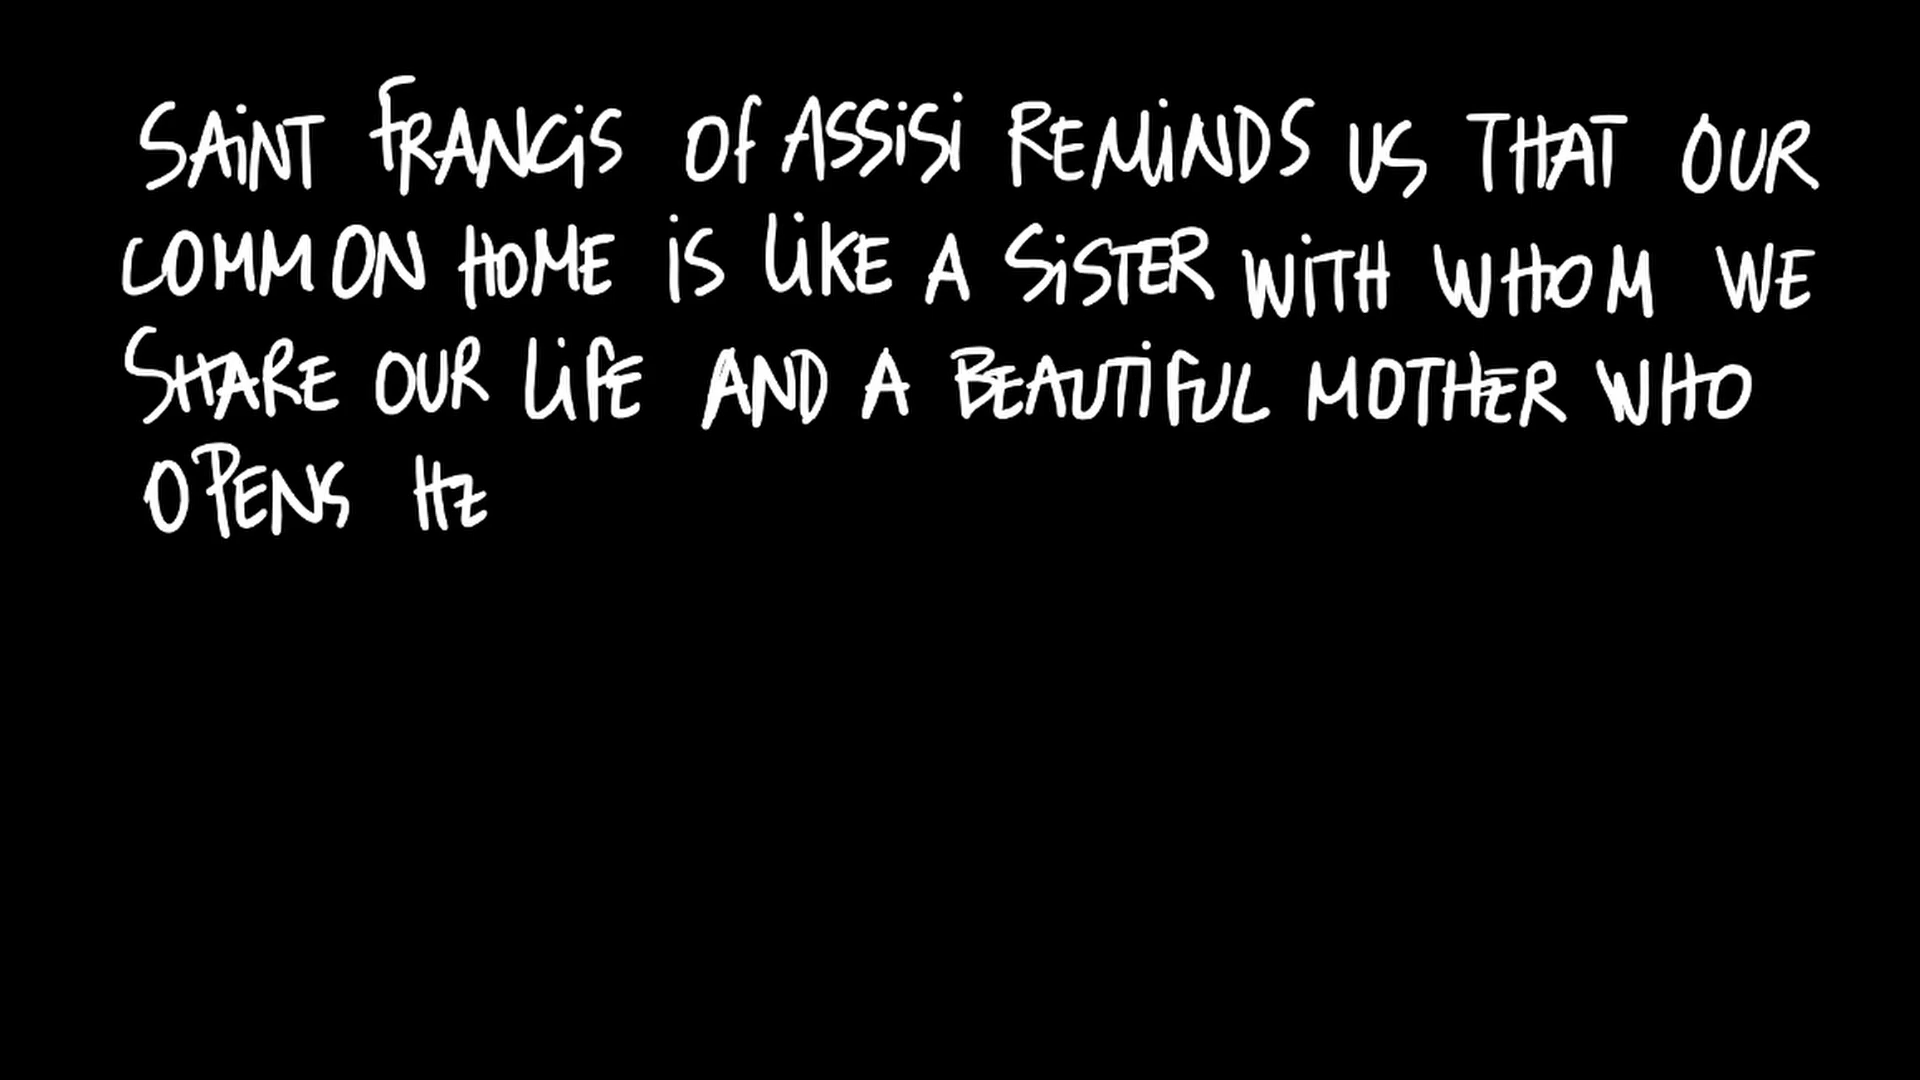 SAiNT FRANCiS Of ASSiSi REMiNDS US THAT OUR
COMMON HOME iS LiKE A SiSTER WiTH WHOM WE
SHARE OUR LiFE AND A BEAUTiFUL MOTHER WHO
OPENS